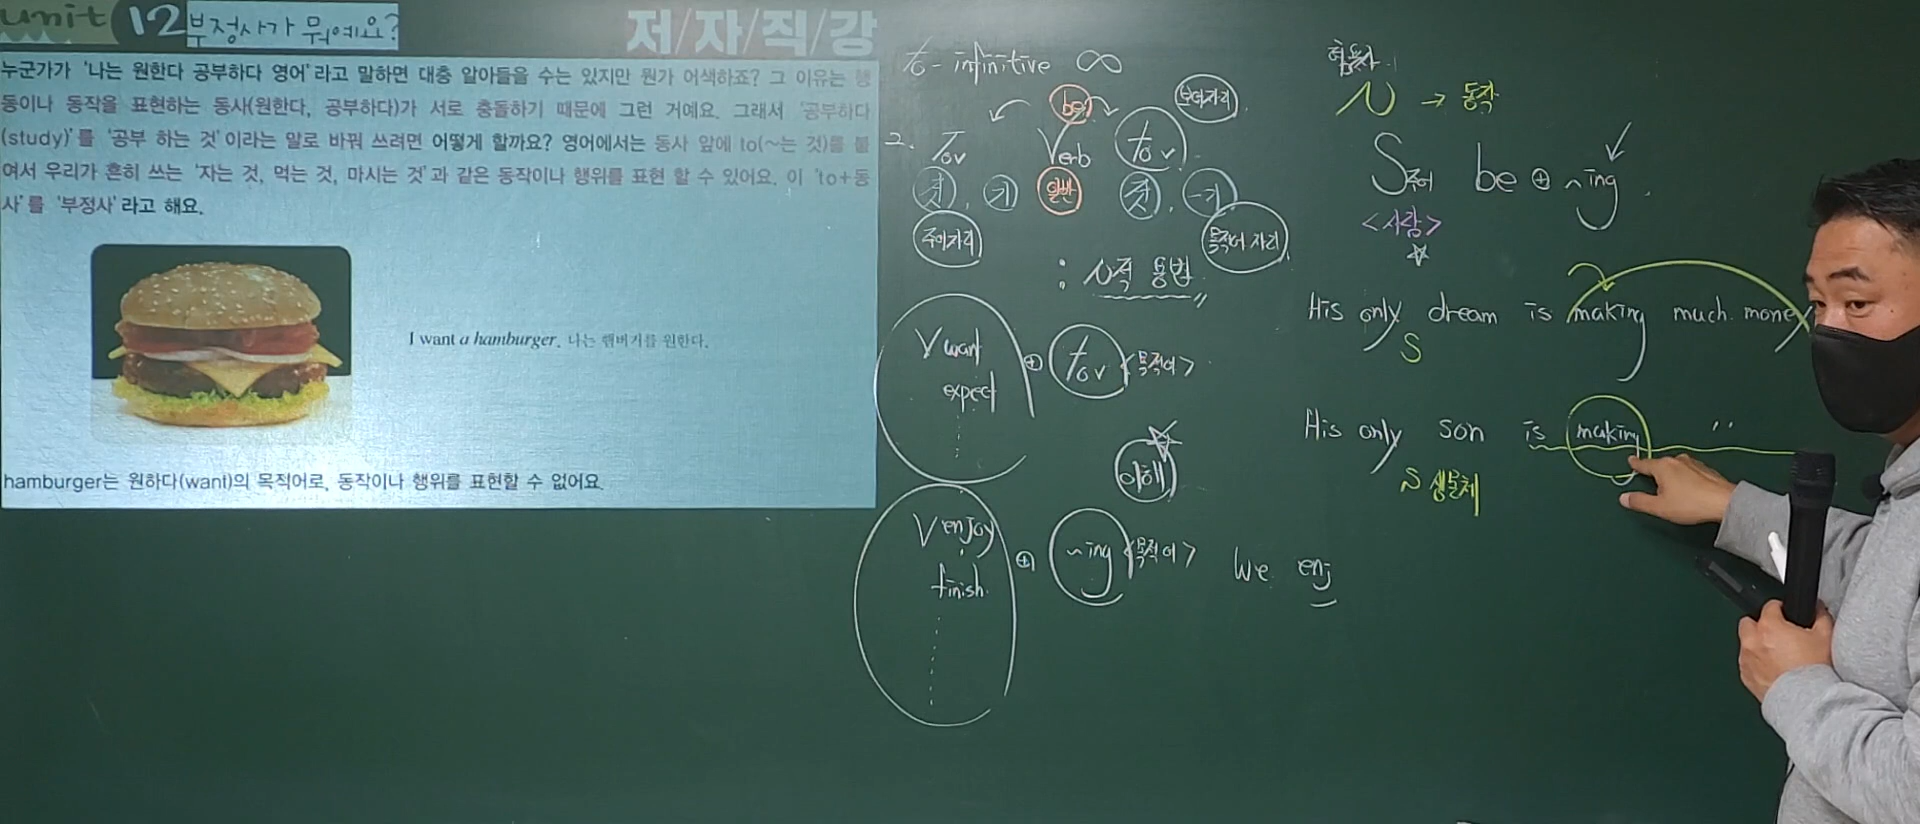 unit 12 부정사가 뭐예요?
저/자/직/강
누군가가 '나는 원한다 공부하다 영어'라고 말하면 대충 알아들을 수는 있지만 뭔가 어색하죠? 그 이유는 행
동이나 동작을 표현하는 동사(원한다, 공부하다)가 서로 충돌하기 때문에 그런 거예요. 그래서 '공부하다
(study)'를 '공부 하는 것'이라는 말로 바꿔 쓰려면 어떻게 할까요? 영어에서는 동사 앞에 to(~는 것)를 붙
여서 우리가 흔히 쓰는 '자는 것, 먹는 것, 마시는 것'과 같은 동작이나 행위를 표현 할 수 있어요. 이 'to+동
사'를 '부정사'라고 해요.
I want a hamburger. 나는 햄버거를 원한다.
hamburger는 원하다(want)의 목적어로, 동작이나 행위를 표현할 수 없어요.
to-infinitive ∞
be 보어자리
2. To v Verb to v
것, 기 일반 것, -기
주어자리 목적어 자리
: N적 용법
V want ⊕ to v <목적어>
expect
이해
V enjoy ⊕ ~ing <목적어> We enj
finish.
N → 동작
S주어 be ⊕ ~ing.
<사람>
His only dream is making much mone
S
His only son is making "
S 생물체